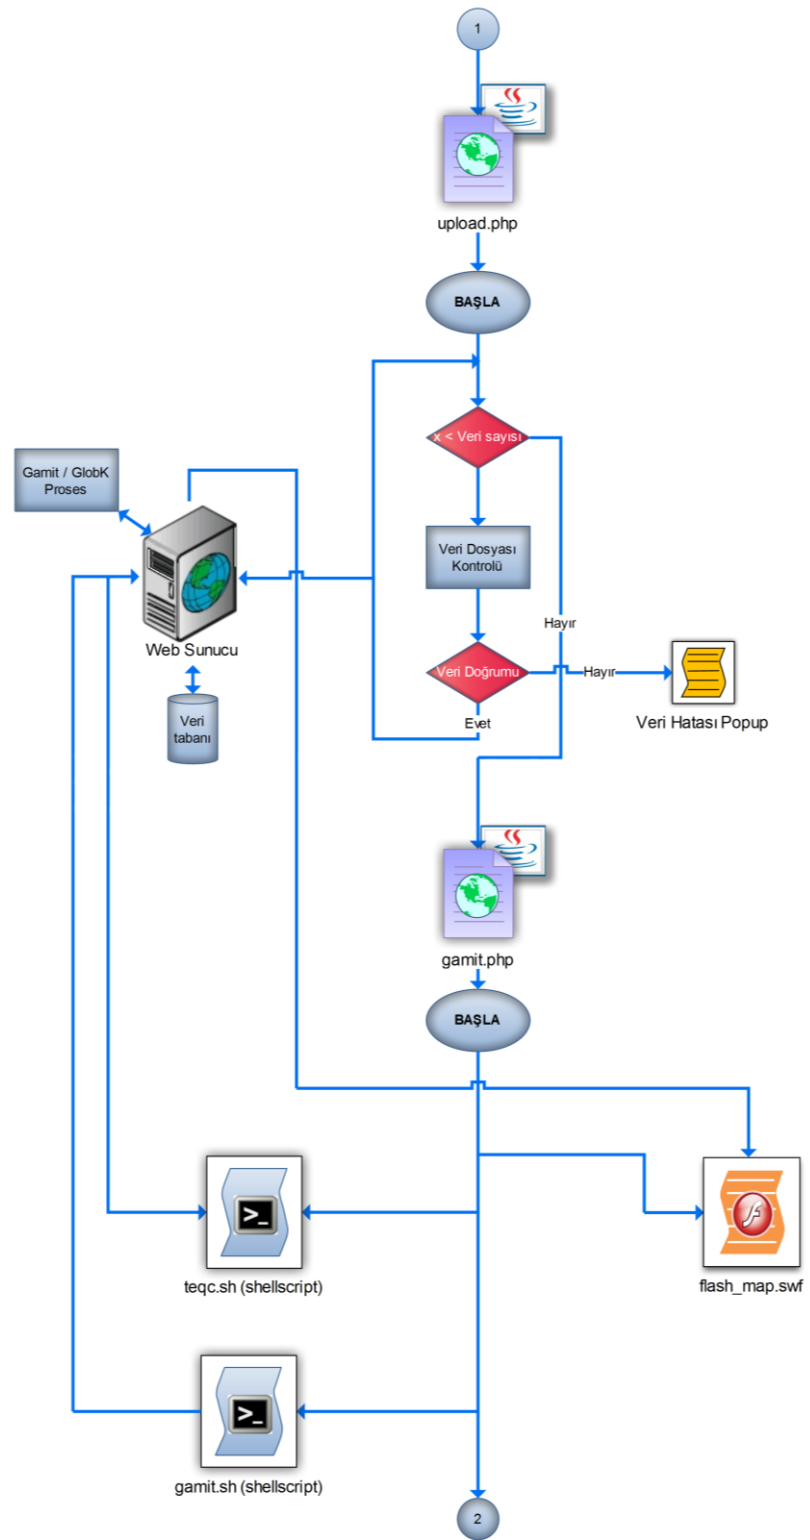 1
upload.php
BAŞLA
x < Veri sayısı
Gamit / GlobK
Proses
Veri Dosyası
Kontrolü
Hayır
Web Sunucu
Veri Doğrumu
Hayır
Veri
tabanı
Evet
Veri Hatası Popup
gamit.php
BAŞLA
>_
f
teqc.sh (shellscript)
flash_map.swf
>_
gamit.sh (shellscript)
2